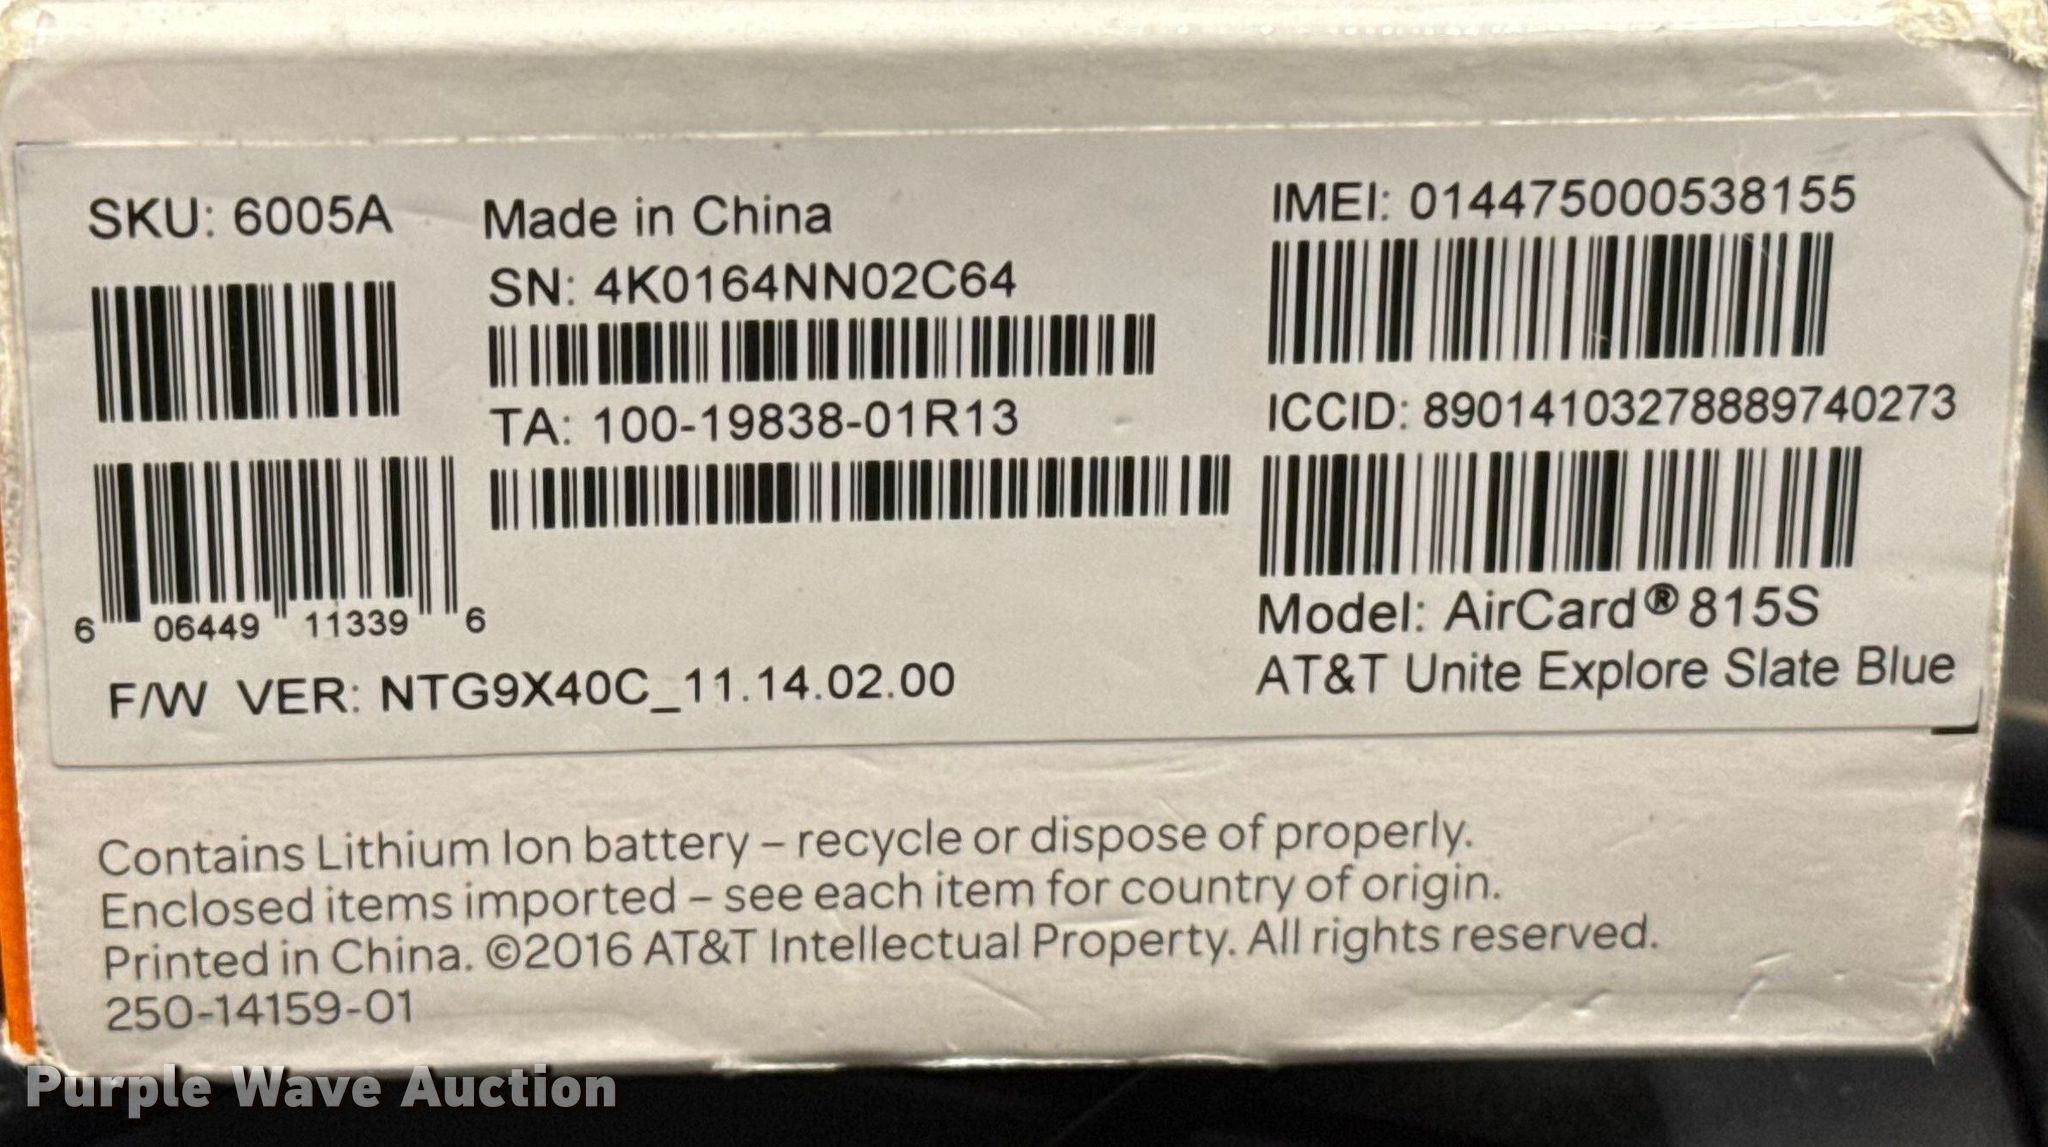 SKU: 6005A
Made in China
SN: 4K0164NN02C64
TA: 100-19838-01R13
6 06449 11339 6
F/W VER: NTG9X40C_11.14.02.00
IMEI: 014475000538155
ICCID: 89014103278889740273
Model: AirCard® 815S
AT&T Unite Explore Slate Blue
Contains Lithium Ion battery – recycle or dispose of properly.
Enclosed items imported – see each item for country of origin.
Printed in China. ©2016 AT&T Intellectual Property. All rights reserved.
250-14159-01
Purple Wave Auction